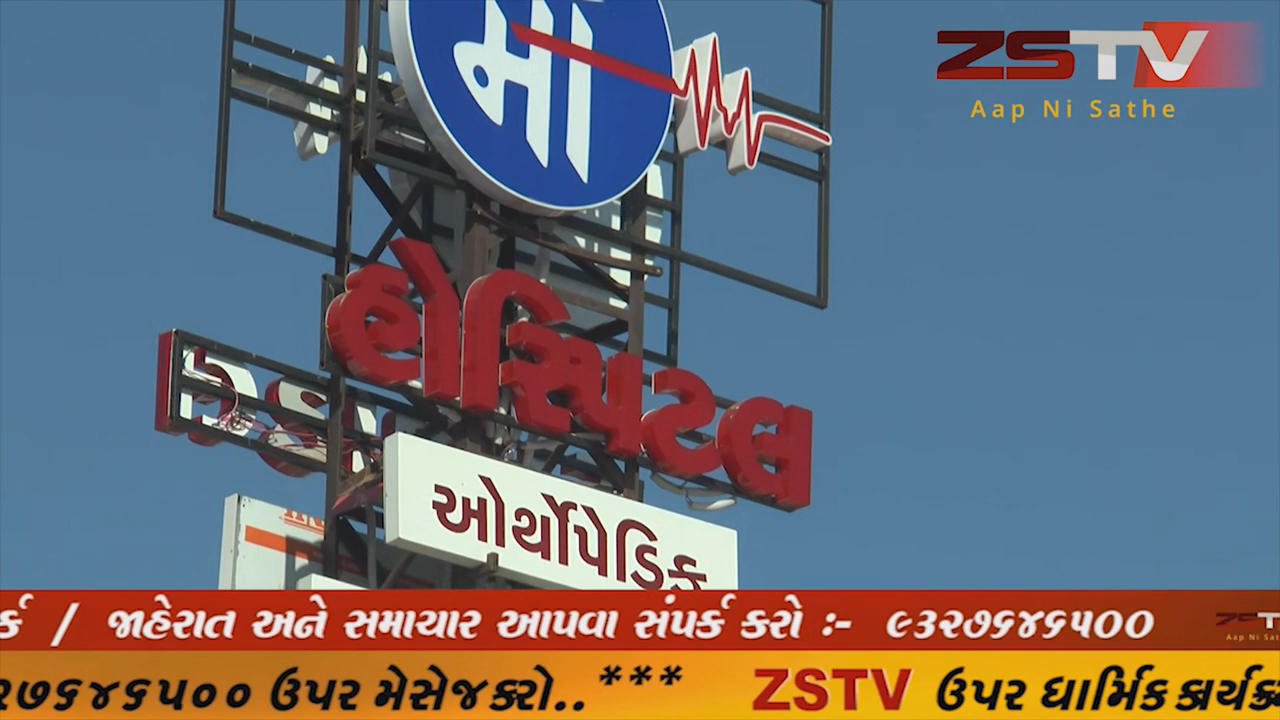 ZSTV
Aap Ni Sathe
માઁ
હોસ્પિટલ
ઓર્થોપેડિક
ર્ક / જાહેરાત અને સમાચાર આપવા સંપર્ક કરો :- ૯૩૨૭૬૪૬૫૦૦
૨૭૬૪૬૫૦૦ ઉપર મેસેજ કરો.. *** ZSTV ઉપર ધાર્મિક કાર્યક્ર